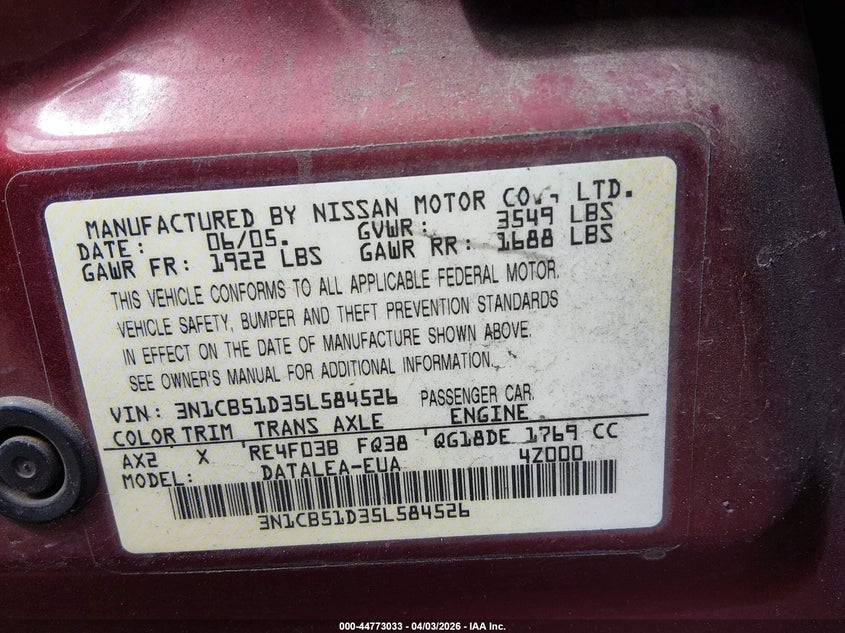 MANUFACTURED BY NISSAN MOTOR CO., LTD.
DATE: 06/05. GVWR: 3549 LBS
GAWR FR: 1922 LBS GAWR RR: 1688 LBS
THIS VEHICLE CONFORMS TO ALL APPLICABLE FEDERAL MOTOR
VEHICLE SAFETY, BUMPER AND THEFT PREVENTION STANDARDS
IN EFFECT ON THE DATE OF MANUFACTURE SHOWN ABOVE.
SEE OWNER'S MANUAL FOR ADDITIONAL INFORMATION.
VIN: 3N1CB51D35L584526 PASSENGER CAR
COLOR TRIM TRANS AXLE ENGINE
AX2 X RE4F03B FQ38 QG18DE 1769 CC
MODEL: DATALEA-EUA 4Z000
3N1CB51D35L584526
000-44773033 - 04/03/2026 - IAA Inc.